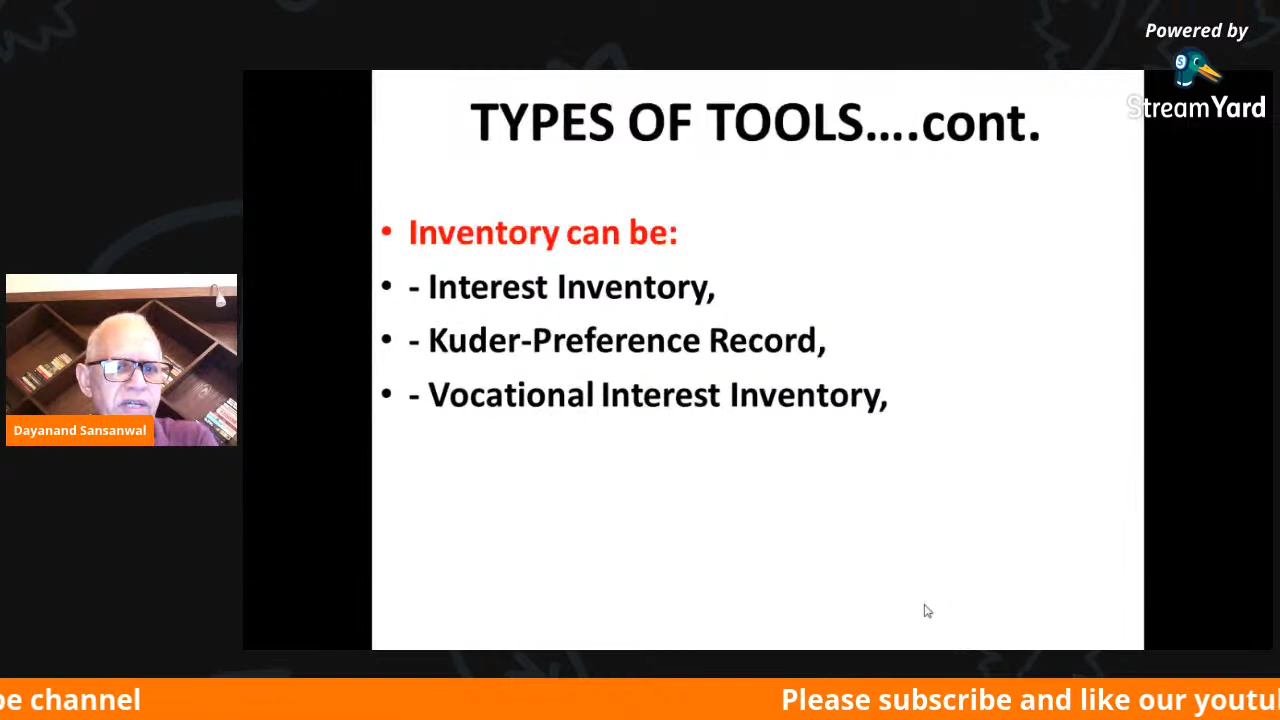 Powered by
StreamYard
TYPES OF TOOLS....cont.
• Inventory can be:
• - Interest Inventory,
• - Kuder-Preference Record,
• - Vocational Interest Inventory,
Dayanand Sansanwal
be channel
Please subscribe and like our youtu